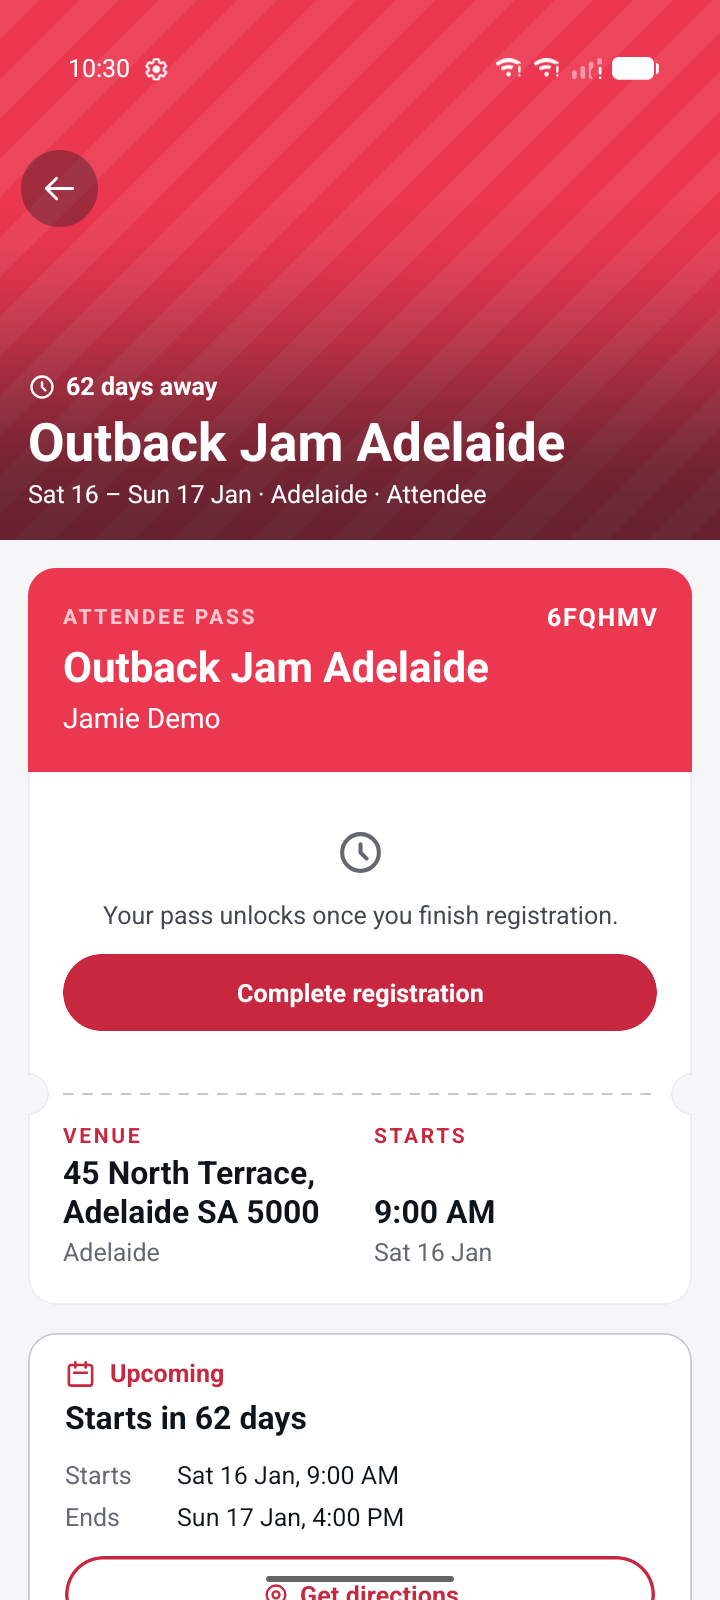 10:30
62 days away
Outback Jam Adelaide
Sat 16 – Sun 17 Jan · Adelaide · Attendee
ATTENDEE PASS
6FQHMV
Outback Jam Adelaide
Jamie Demo
Your pass unlocks once you finish registration.
Complete registration
VENUE
45 North Terrace,
Adelaide SA 5000
Adelaide
STARTS
9:00 AM
Sat 16 Jan
Upcoming
Starts in 62 days
Starts Sat 16 Jan, 9:00 AM
Ends Sun 17 Jan, 4:00 PM
Get directions